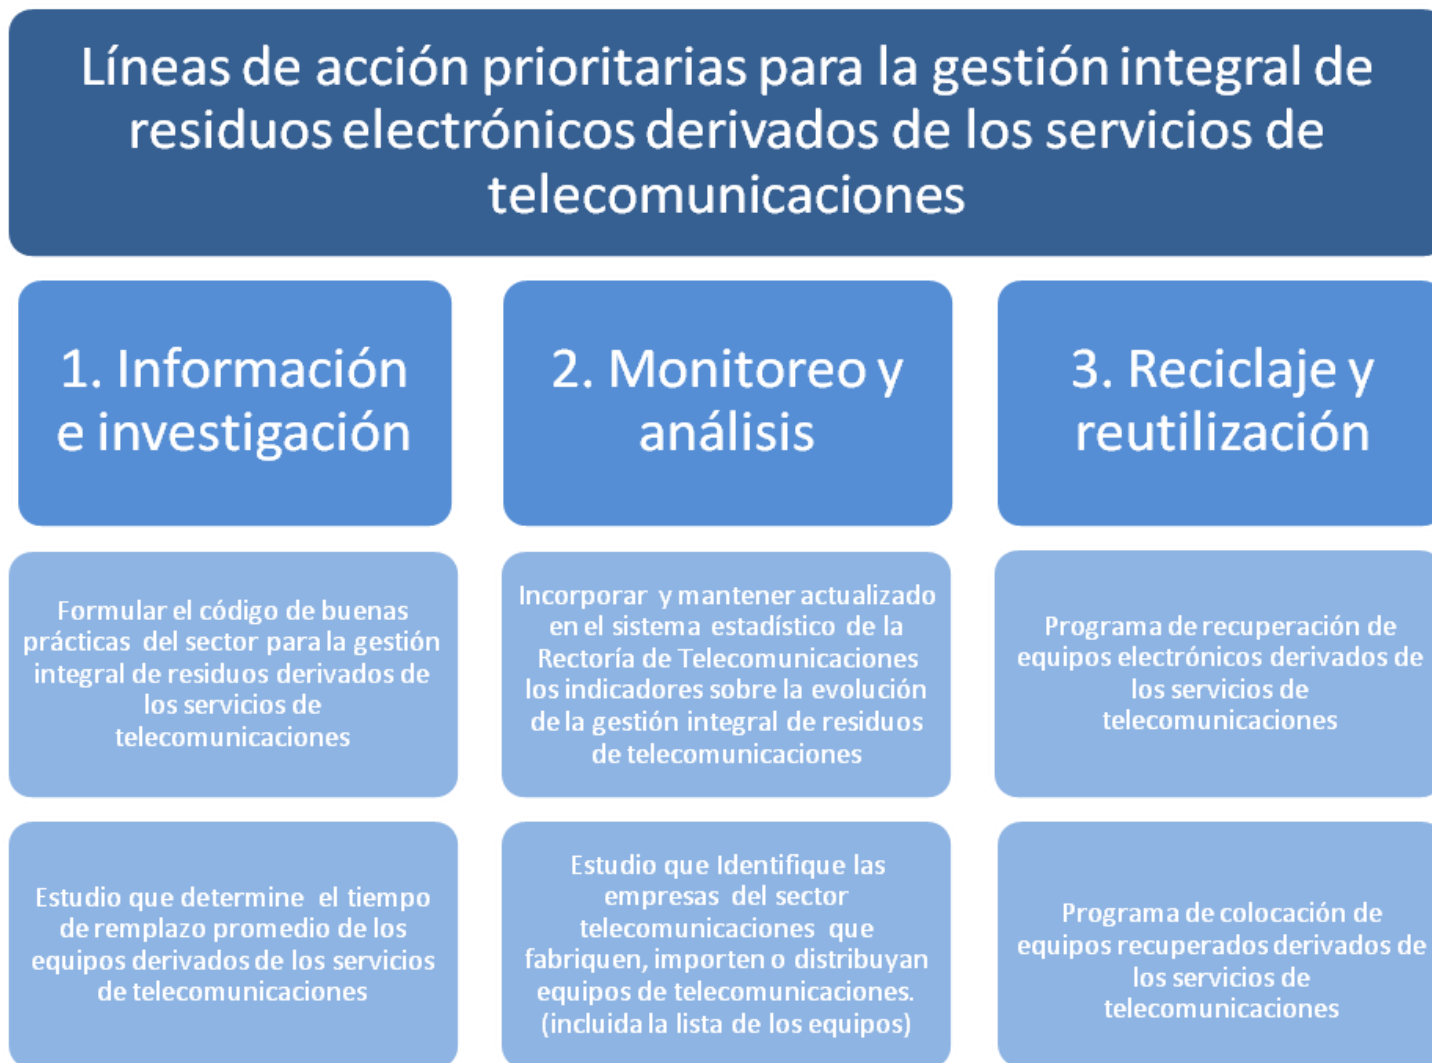 Líneas de acción prioritarias para la gestión integral de
residuos electrónicos derivados de los servicios de
telecomunicaciones
1. Información
e investigación
2. Monitoreo y
análisis
3. Reciclaje y
reutilización
Formular el código de buenas
prácticas del sector para la gestión
integral de residuos derivados de
los servicios de
telecomunicaciones
Incorporar y mantener actualizado
en el sistema estadístico de la
Rectoría de Telecomunicaciones
los indicadores sobre la evolución
de la gestión integral de residuos
de telecomunicaciones
Programa de recuperación de
equipos electrónicos derivados de
los servicios de
telecomunicaciones
Estudio que determine el tiempo
de remplazo promedio de los
equipos derivados de los servicios
de telecomunicaciones
Estudio que Identifique las
empresas del sector
telecomunicaciones que
fabriquen, importen o distribuyan
equipos de telecomunicaciones.
(incluida la lista de los equipos)
Programa de colocación de
equipos recuperados derivados de
los servicios de
telecomunicaciones